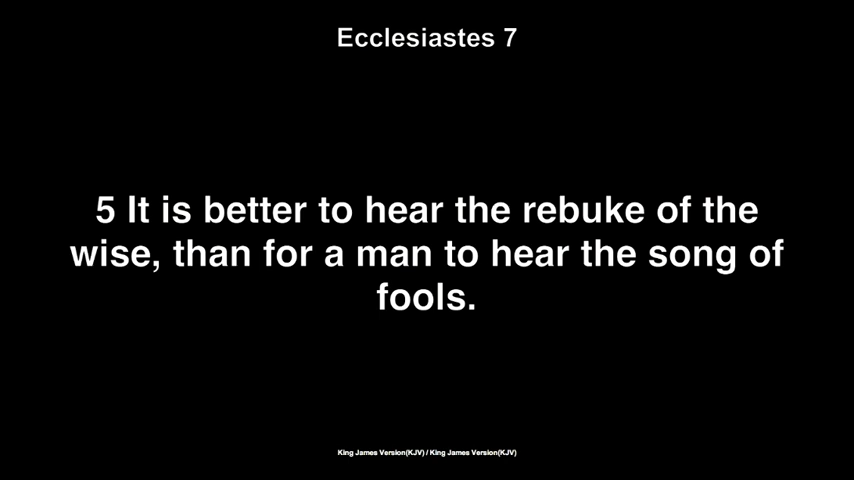 Ecclesiastes 7
5 It is better to hear the rebuke of the
wise, than for a man to hear the song of
fools.
King James Version(KJV) / King James Version(KJV)